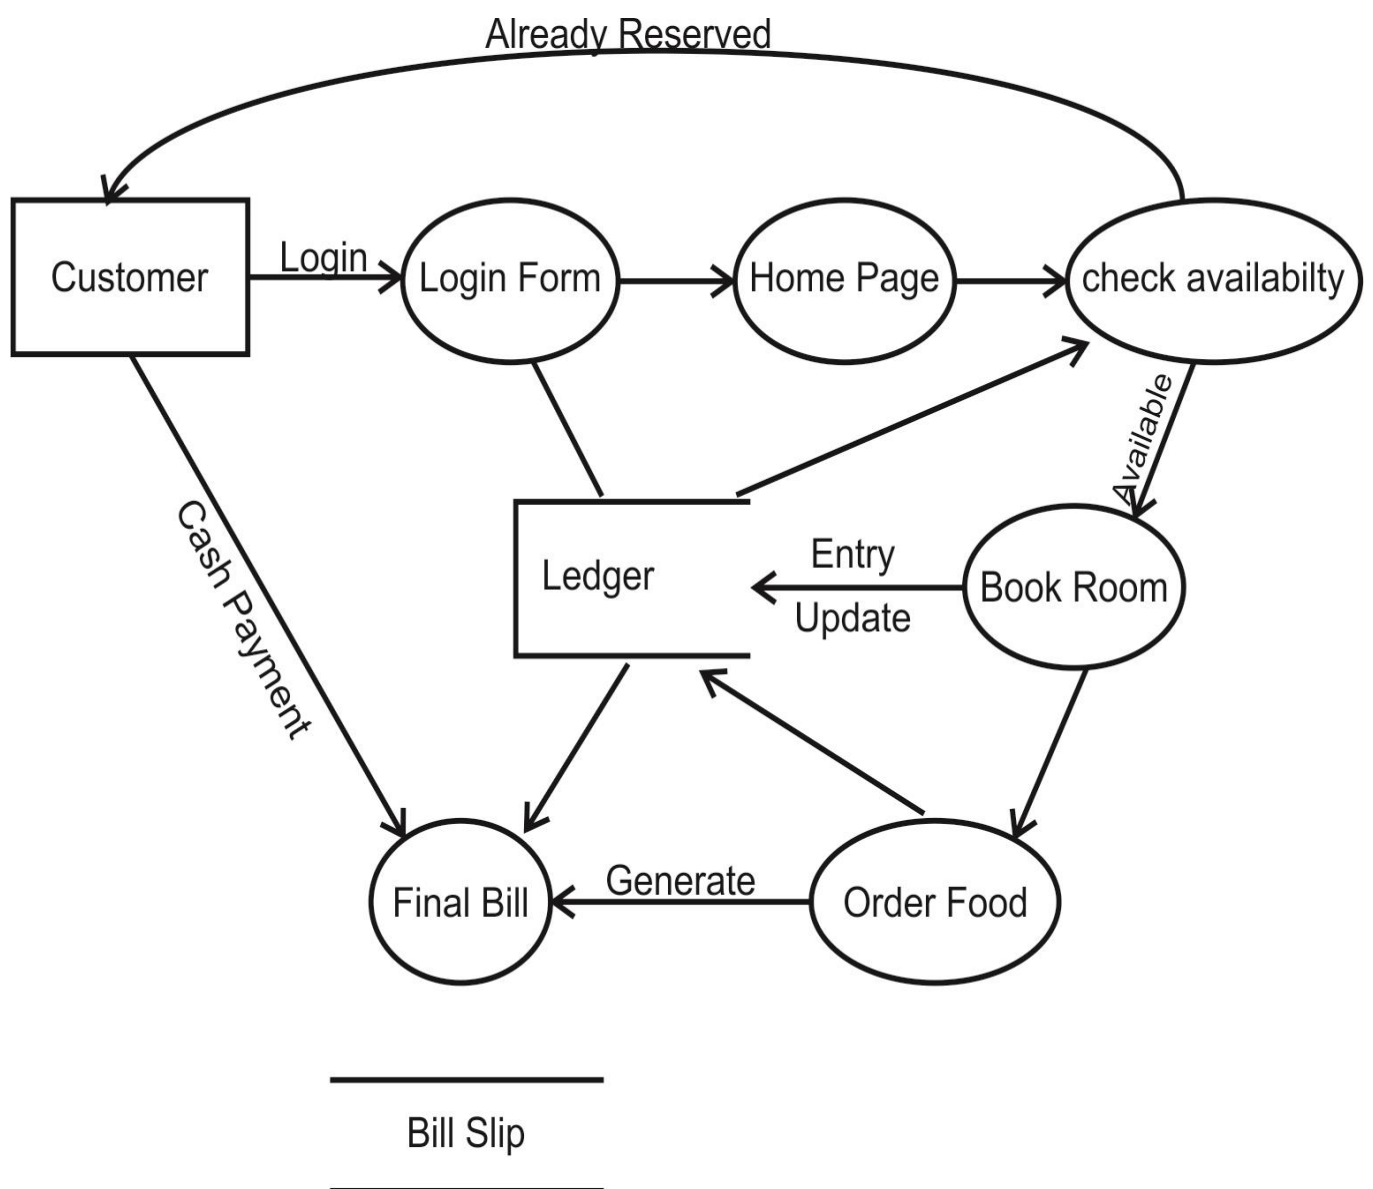 Already Reserved
Customer
Login
Login Form
Home Page
check availabilty
Available
Cash Payment
Ledger
Entry
Update
Book Room
Final Bill
Generate
Order Food
Bill Slip